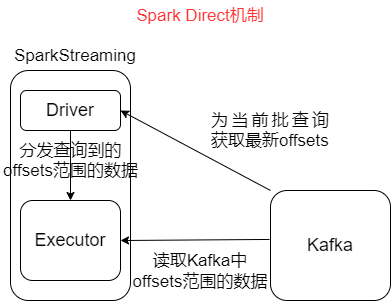 Spark Direct机制
SparkStreaming
Driver
为当前批查询
获取最新offsets
分发查询到的
offsets范围的数据
Executor
Kafka
读取Kafka中
offsets范围的数据